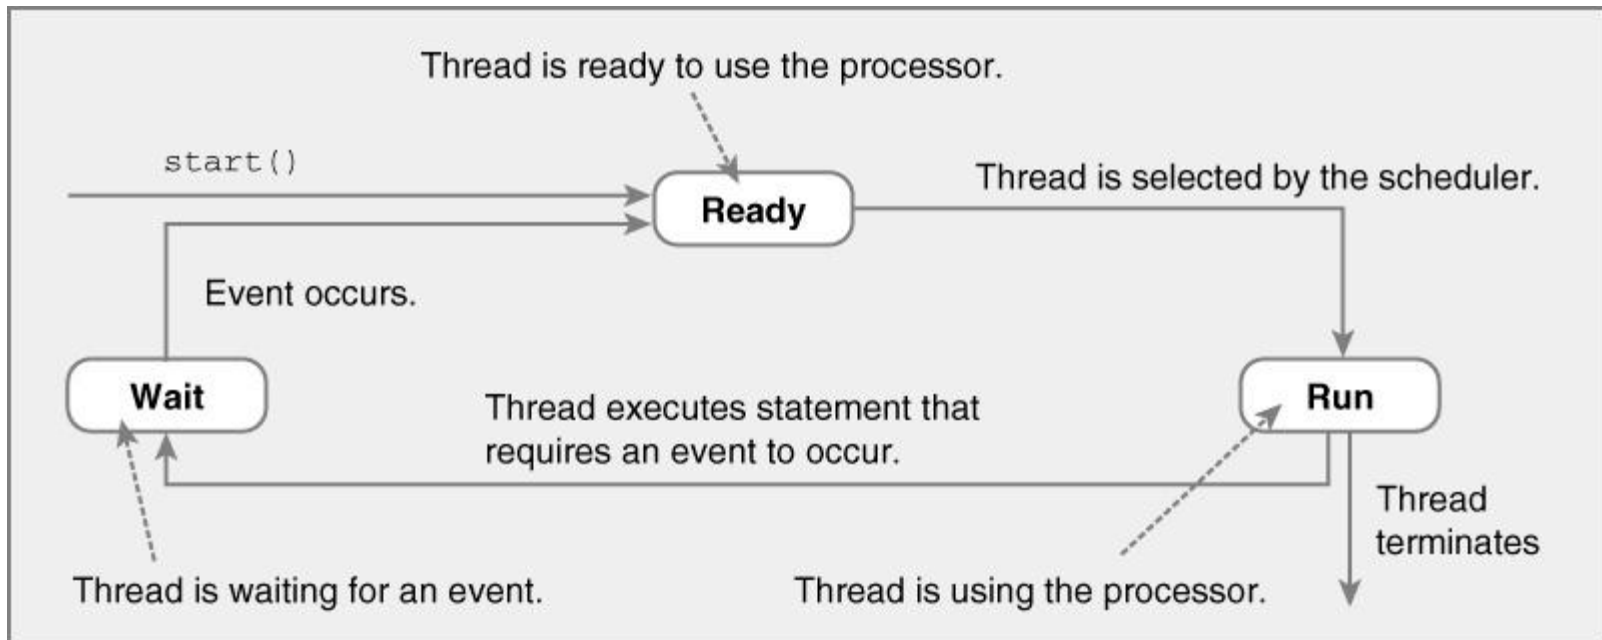 Thread is ready to use the processor.
start()
Thread is selected by the scheduler.
Ready
Event occurs.
Wait
Run
Thread executes statement that
requires an event to occur.
Thread
terminates
Thread is waiting for an event.
Thread is using the processor.